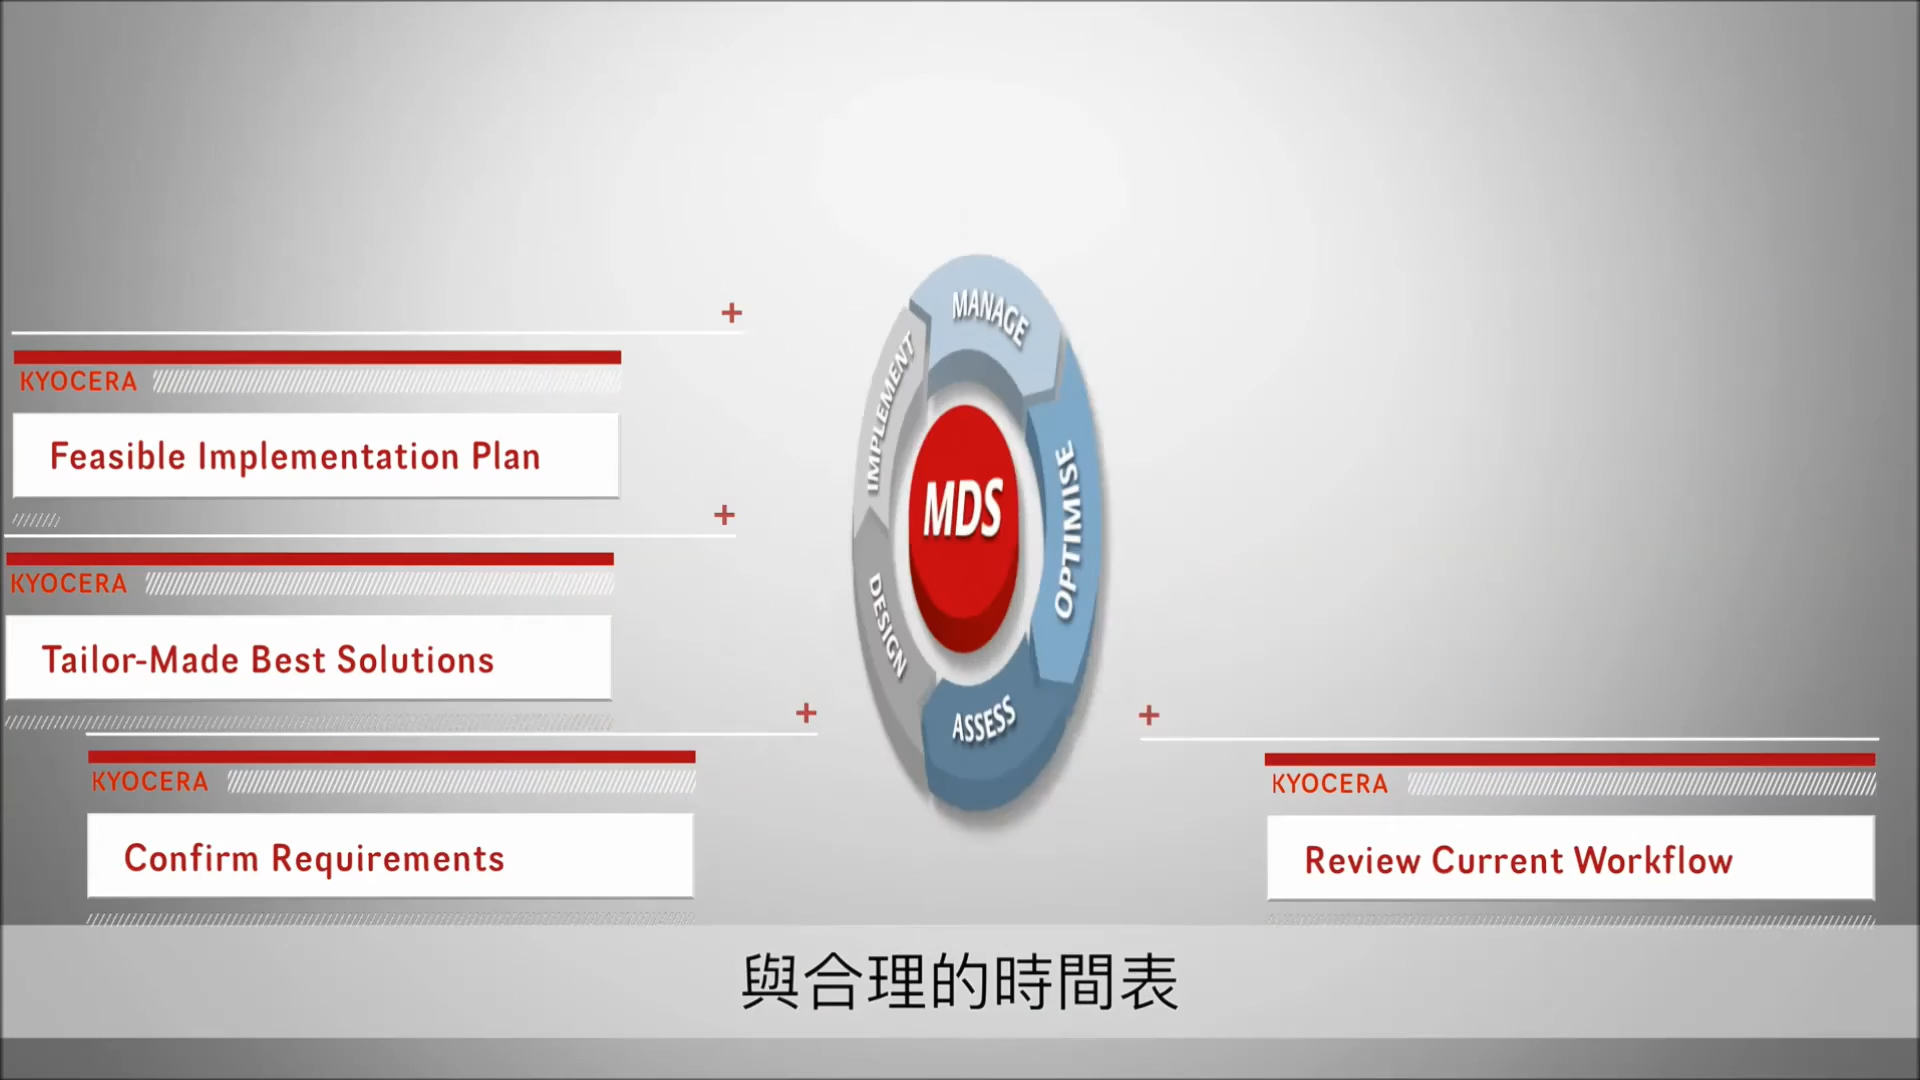 MANAGE
IMPLEMENT
OPTIMISE
MDS
DESIGN
ASSESS
KYOCERA
Feasible Implementation Plan
KYOCERA
Tailor-Made Best Solutions
KYOCERA
Confirm Requirements
KYOCERA
Review Current Workflow
與合理的時間表